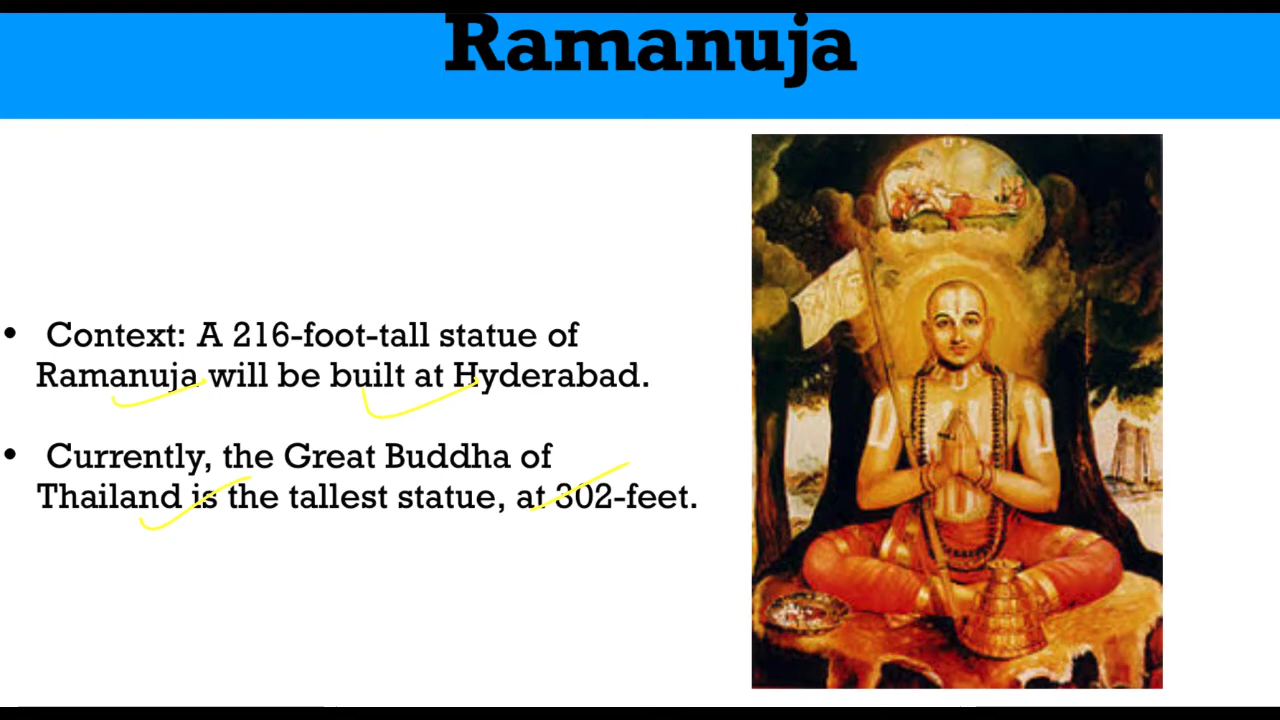 Ramanuja
• Context: A 216-foot-tall statue of
Ramanuja will be built at Hyderabad.
• Currently, the Great Buddha of
Thailand is the tallest statue, at 302-feet.